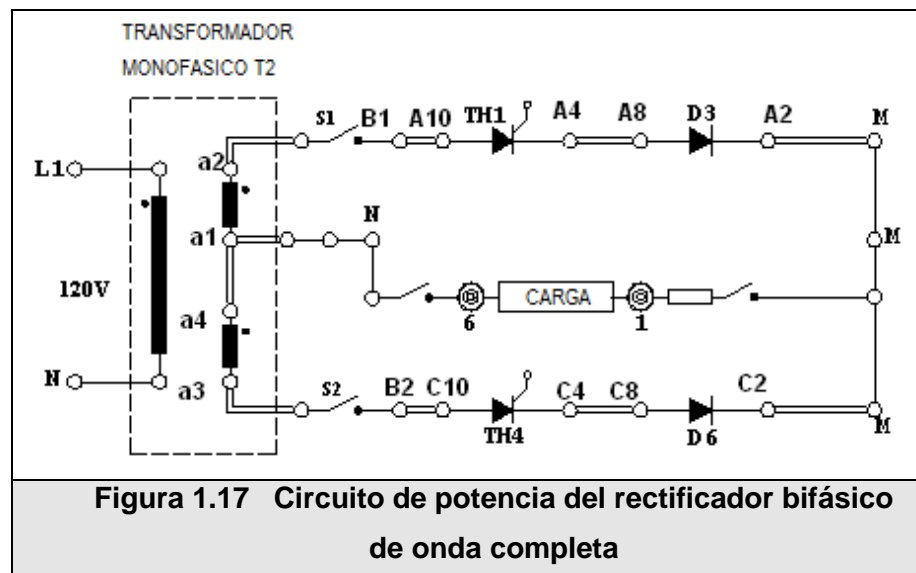 TRANSFORMADOR
MONOFASICO T2
S1 B1 A10 TH1 A4 A8 D3 A2 M
a2
L1
N
a1
M
120V
CARGA
a4
6 1
N
a3
S2 B2 C10 TH4 C4 C8 D6 C2 M
Figura 1.17 Circuito de potencia del rectificador bifásico
de onda completa